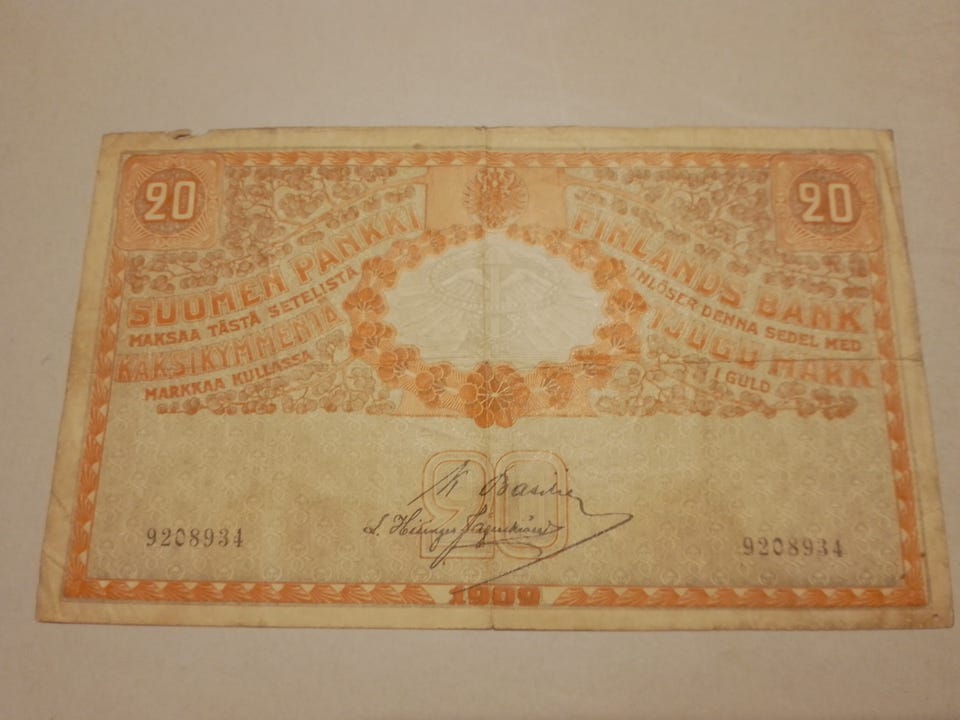 20
20
SUOMEN PANKKI
MAKSAA TÄSTÄ SETELISTÄ
KAKSIKYMMENTÄ
MARKKAA KULLASSA
FINLANDS BANK
INLÖSER DENNA SEDEL MED
TJUGU MARK
I GULD
20
9208934
9208934
1909